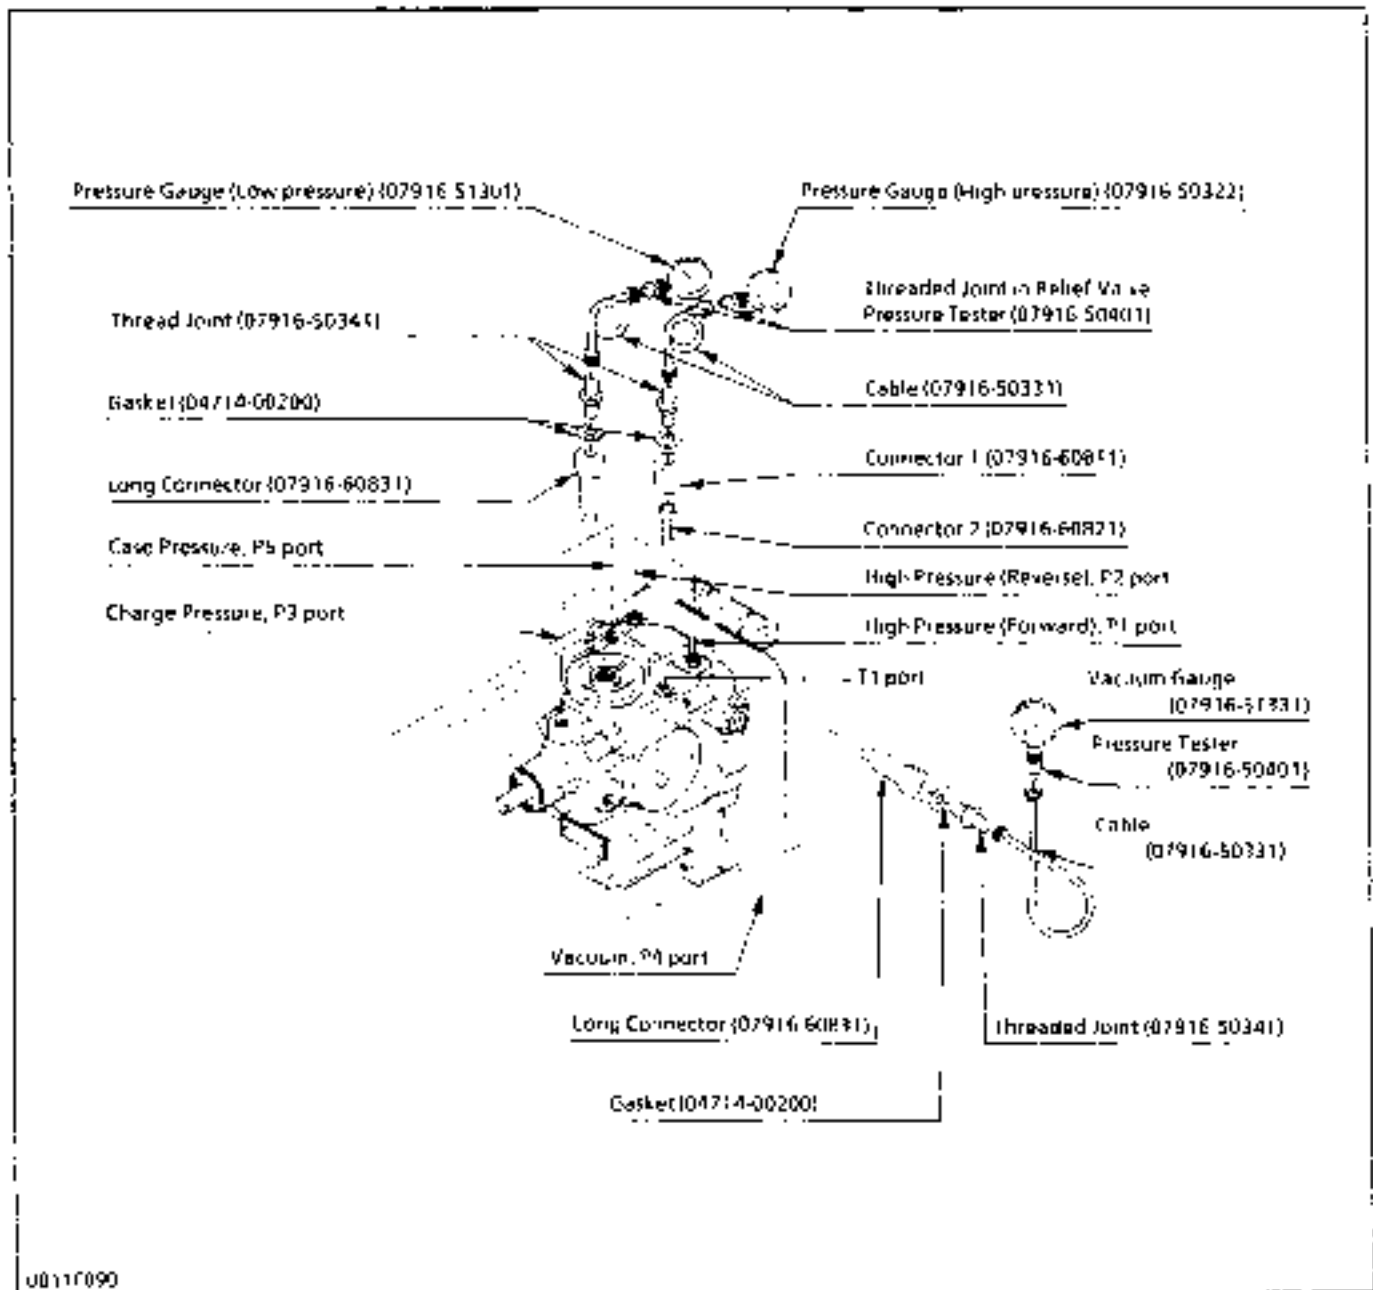 Pressure Gauge (Low pressure) (07916-51301)
Pressure Gauge (High pressure) (07916-50322)
Threaded Joint in Relief Valve
Pressure Tester (07916-50401)
Thread Joint (07916-50341)
Cable (07916-50331)
Gasket (04714-00200)
Connector 1 (07916-60811)
Long Connector (07916-60831)
Connector 2 (07916-60821)
Case Pressure, P5 port
High Pressure (Reverse), P2 port
Charge Pressure, P3 port
High Pressure (Forward), P1 port
T1 port
Vacuum Gauge
(07916-51331)
Pressure Tester
(07916-50401)
Cable
(07916-50331)
Vacuum, P4 port
Long Connector (07916-60831)
Threaded Joint (07916-50341)
Gasket (04714-00200)